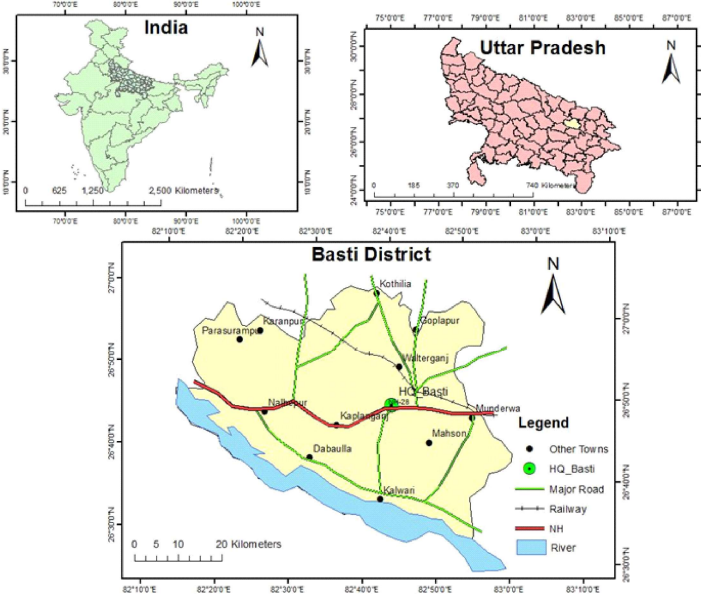 70°0'0"E 80°0'0"E 90°0'0"E 100°0'0"E
India
N
30°0'0"N
20°0'0"N
10°0'0"N
0 625 1,250 2,500 Kilometers
70°0'0"E 80°0'0"E 90°0'0"E 100°0'0"E
75°0'0"E 77°0'0"E 79°0'0"E 81°0'0"E 83°0'0"E 85°0'0"E 87°0'0"E
Uttar Pradesh
N
30°0'0"N
28°0'0"N
26°0'0"N
24°0'0"N
0 185 370 740 Kilometers
75°0'0"E 77°0'0"E 79°0'0"E 81°0'0"E 83°0'0"E 85°0'0"E 87°0'0"E
82°10'0"E 82°20'0"E 82°30'0"E 82°40'0"E 82°50'0"E 83°0'0"E 83°10'0"E
Basti District
N
27°0'0"N
26°50'0"N
26°40'0"N
26°30'0"N
27°0'0"N
26°50'0"N
26°40'0"N
26°30'0"N
Kothilia
Karanpur
Goplapur
Parasurampur
Walterganj
HQ_Basti
Nalhepur
-28
Munderwa
Kaplanganj
Mahson
Dabaulla
Kalwari
Legend
Other Towns
HQ_Basti
Major Road
Railway
NH
River
0 5 10 20 Kilometers
82°10'0"E 82°20'0"E 82°30'0"E 82°40'0"E 82°50'0"E 83°0'0"E 83°10'0"E